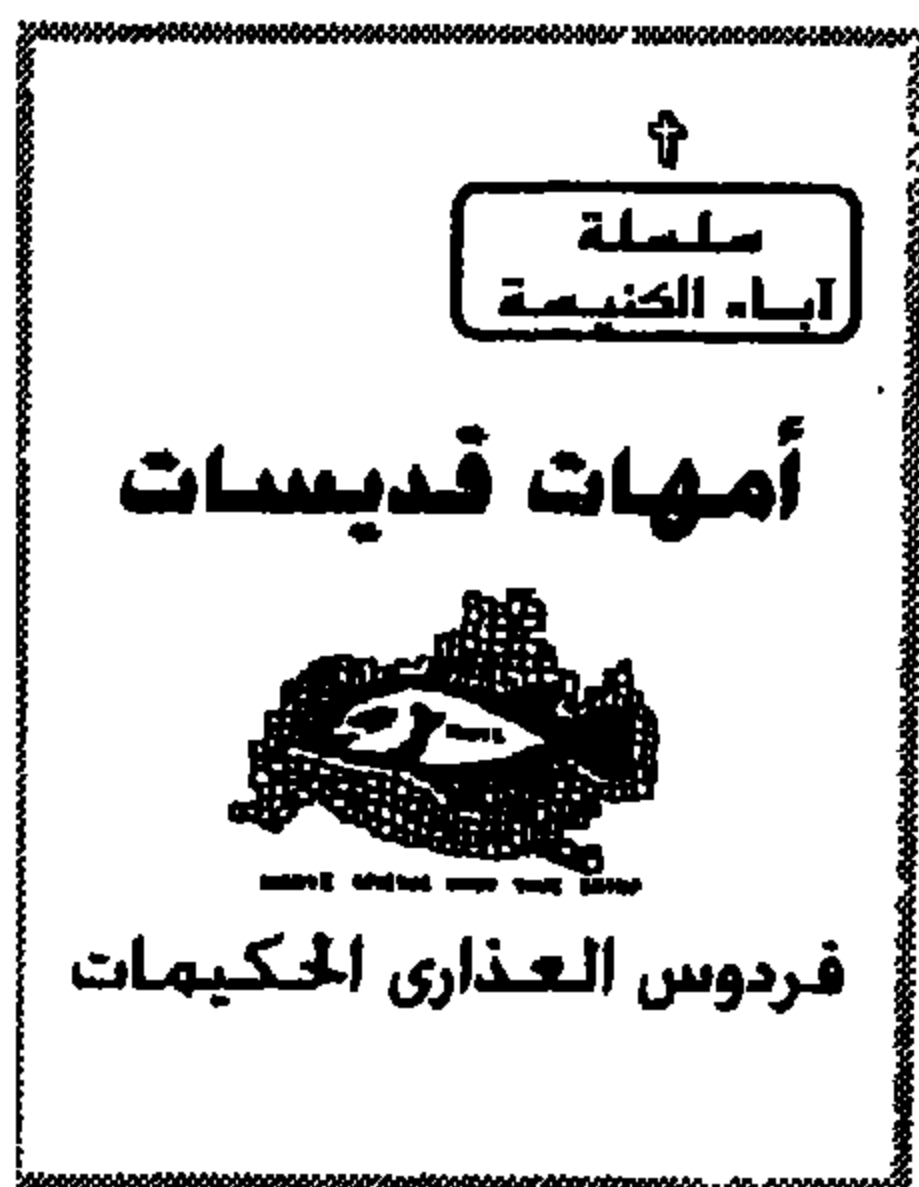 سلسلة
آباء الكنيسة
أمهات قديسات
فردوس العذارى الحكيمات